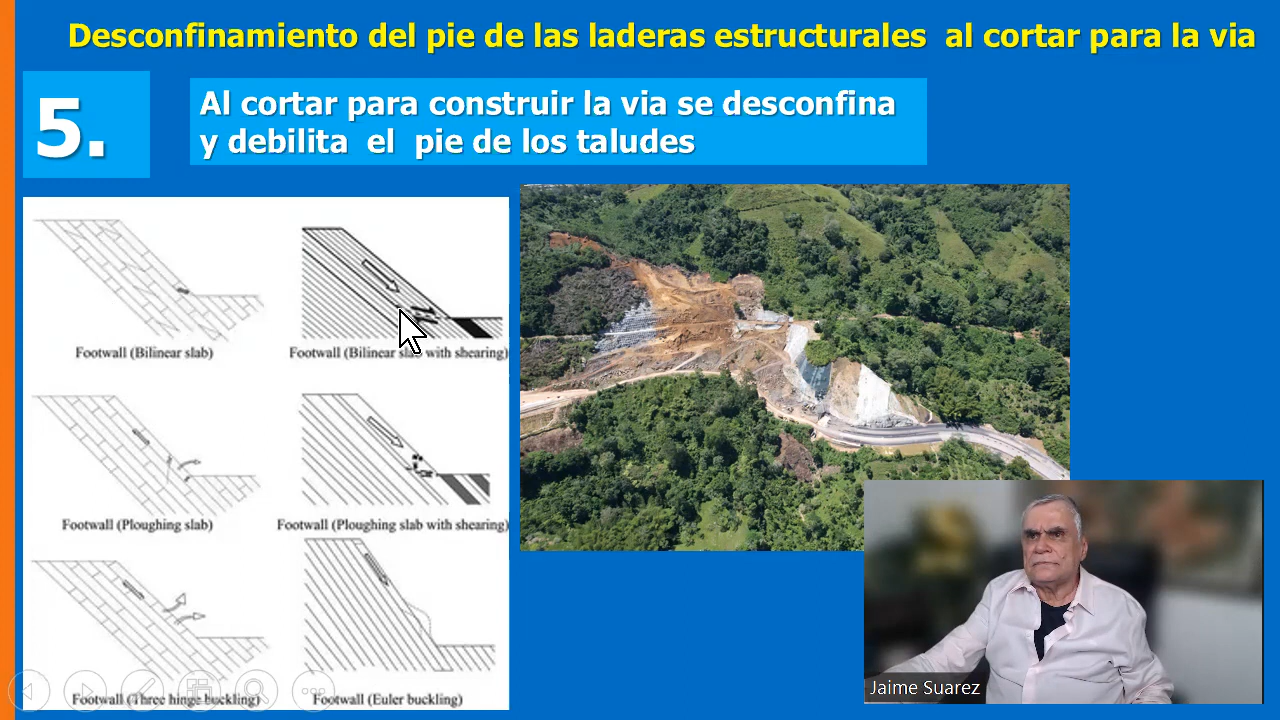 Desconfinamiento del pie de las laderas estructurales al cortar para la via
5.
Al cortar para construir la via se desconfina
y debilita el pie de los taludes
Footwall (Bilinear slab)
Footwall (Bilinear slab with shearing)
Footwall (Ploughing slab)
Footwall (Ploughing slab with shearing)
Footwall (Three hinge buckling)
Footwall (Euler buckling)
Jaime Suarez